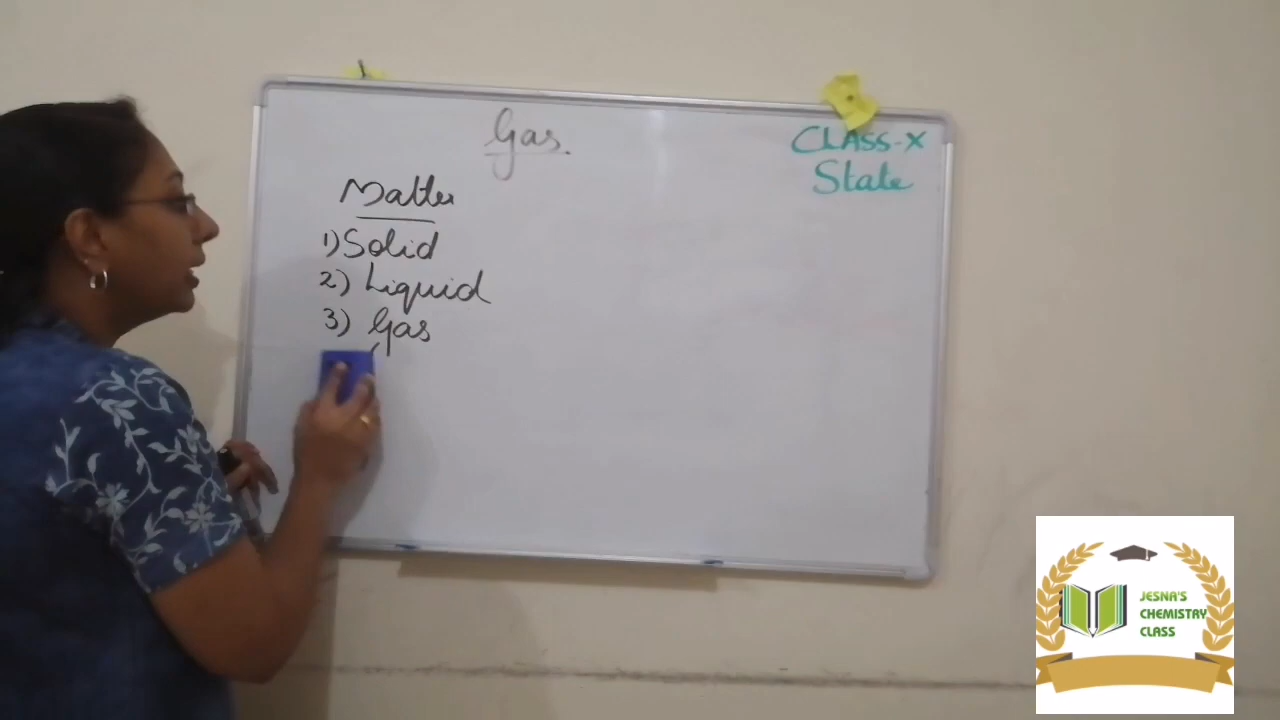 Gas.
CLASS-X
State
Matter
1) Solid
2) Liquid
3) Gas
JESNA'S
CHEMISTRY
CLASS